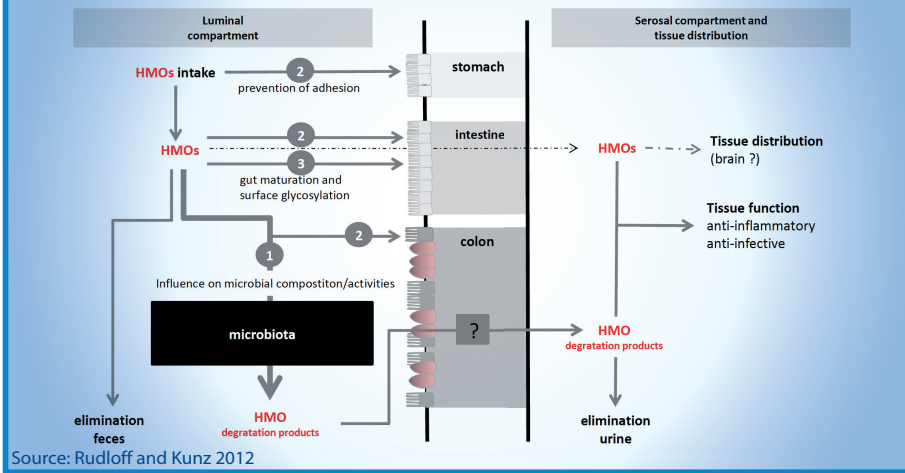 Luminal
compartment
Serosal compartment and
tissue distribution
HMOs intake
2
prevention of adhesion
stomach
2
intestine
HMOs
3
gut maturation and
surface glycosylation
HMOs
Tissue distribution
(brain ?)
Tissue function
anti-inflammatory
anti-infective
2
colon
1
Influence on microbial compostiton/activities
microbiota
?
HMO
degratation products
HMO
degratation products
elimination
feces
elimination
urine
Source: Rudloff and Kunz 2012